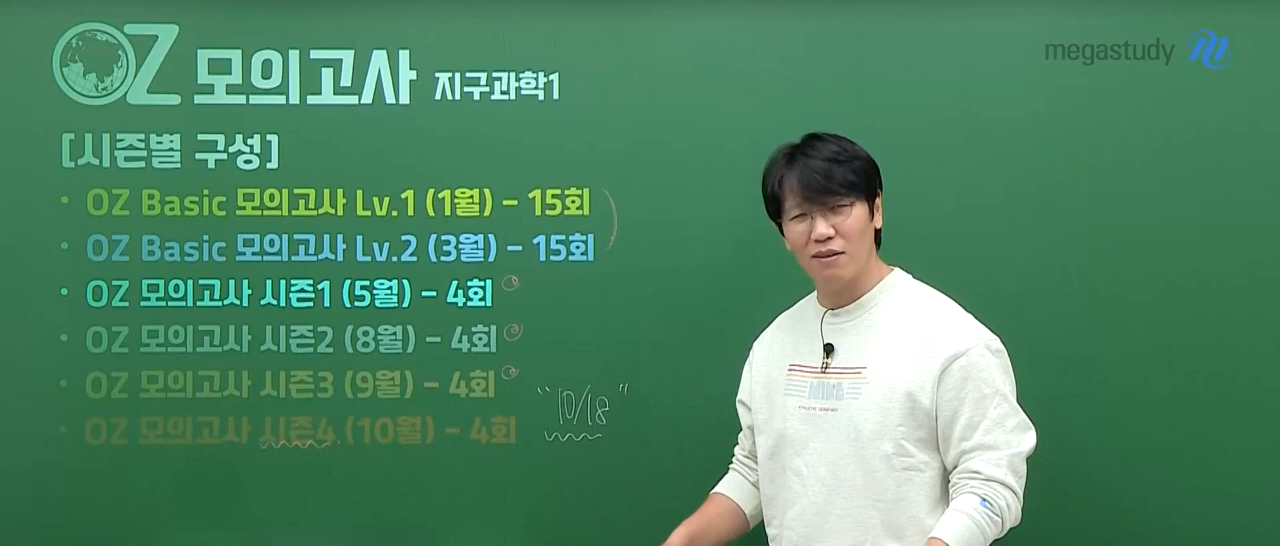 OZ 모의고사 지구과학1
megastudy
[시즌별 구성]
• OZ Basic 모의고사 Lv.1 (1월) – 15회
• OZ Basic 모의고사 Lv.2 (3월) – 15회
• OZ 모의고사 시즌1 (5월) – 4회
• OZ 모의고사 시즌2 (8월) – 4회
• OZ 모의고사 시즌3 (9월) – 4회
"10/18"
• OZ 모의고사 시즌4 (10월) – 4회
NIKE